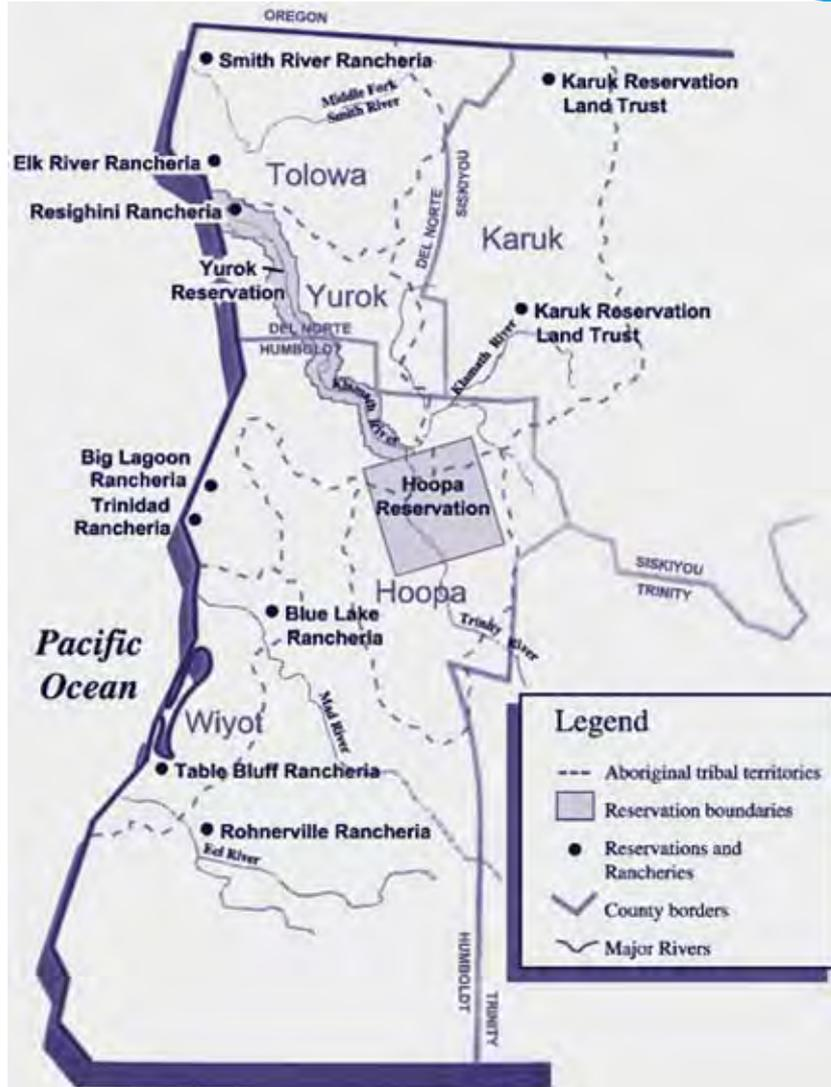 OREGON
Smith River Rancheria
Karuk Reservation
Land Trust
Middle Fork
Smith River
Elk River Rancheria
Tolowa
DEL NORTE
SISKIYOU
Resighini Rancheria
Karuk
Yurok
Reservation
Yurok
Karuk Reservation
Land Trust
DEL NORTE
HUMBOLDT
Klamath River
Klamath River
Big Lagoon
Rancheria
Trinidad
Rancheria
Hoopa
Reservation
SISKIYOU
TRINITY
Hoopa
Blue Lake
Rancheria
Trinity River
Pacific
Ocean
Mad River
Wiyot
Table Bluff Rancheria
Rohnerville Rancheria
Eel River
HUMBOLDT
TRINITY
Legend
Aboriginal tribal territories
Reservation boundaries
Reservations and
Rancheries
County borders
Major Rivers